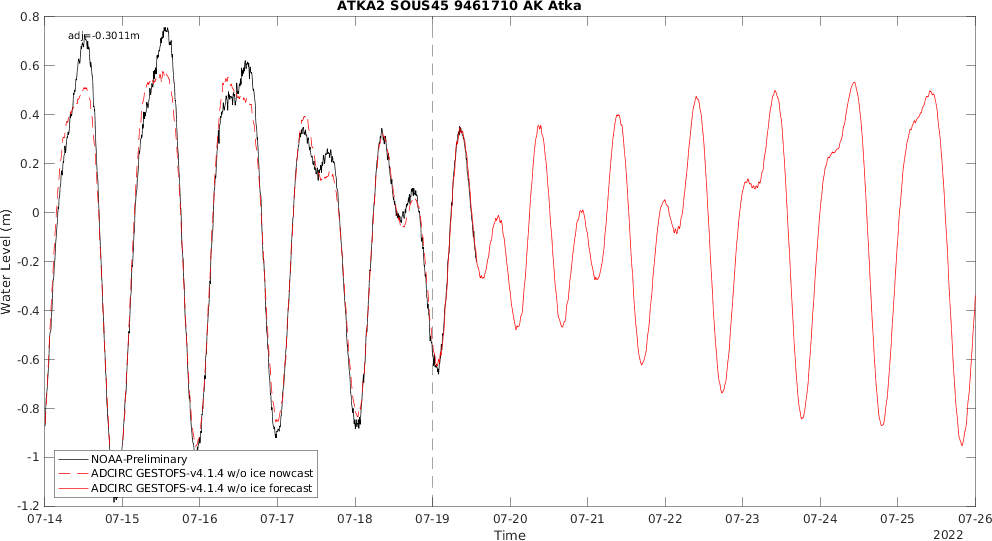 ATKA2 SOUS45 9461710 AK Atka
adj=-0.3011m
Water Level (m)
0.8
0.6
0.4
0.2
0
-0.2
-0.4
-0.6
-0.8
-1
-1.2
NOAA-Preliminary
ADCIRC GESTOFS-v4.1.4 w/o ice nowcast
ADCIRC GESTOFS-v4.1.4 w/o ice forecast
07-14 07-15 07-16 07-17 07-18 07-19 07-20 07-21 07-22 07-23 07-24 07-25 07-26
Time
2022